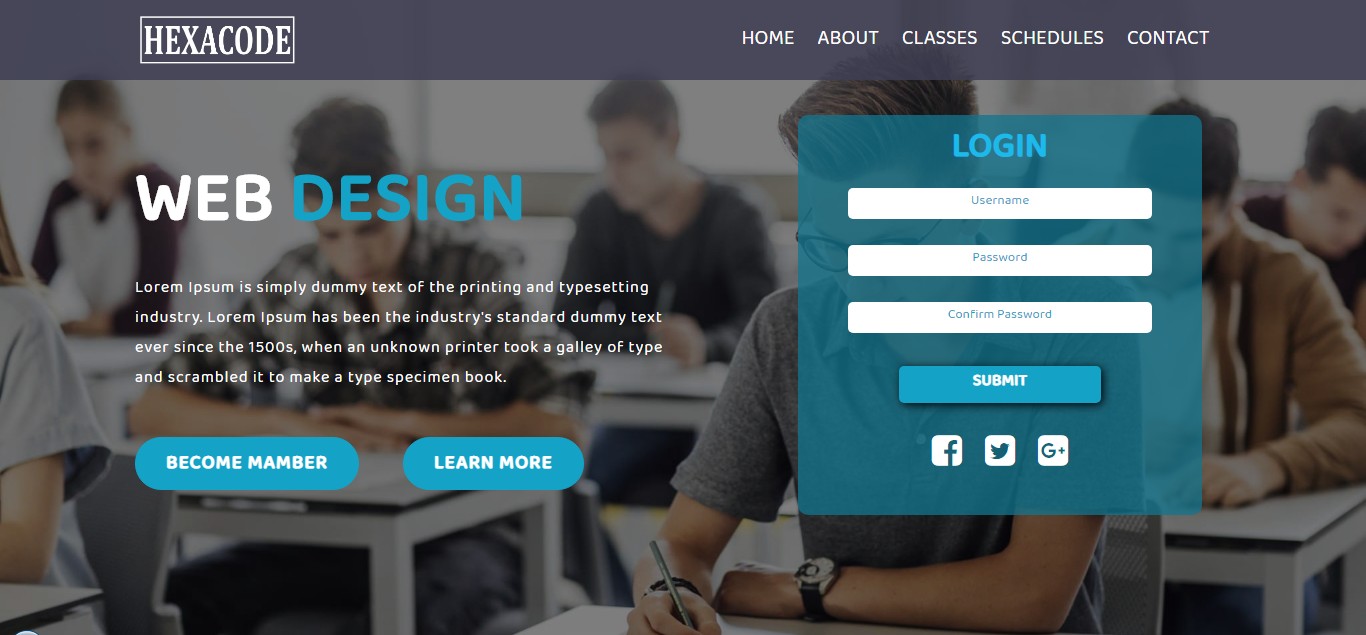 HEXACODE
HOME ABOUT CLASSES SCHEDULES CONTACT
WEB DESIGN
Lorem Ipsum is simply dummy text of the printing and typesetting
industry. Lorem Ipsum has been the industry's standard dummy text
ever since the 1500s, when an unknown printer took a galley of type
and scrambled it to make a type specimen book.
BECOME MAMBER
LEARN MORE
LOGIN
Username
Password
Confirm Password
SUBMIT
G+